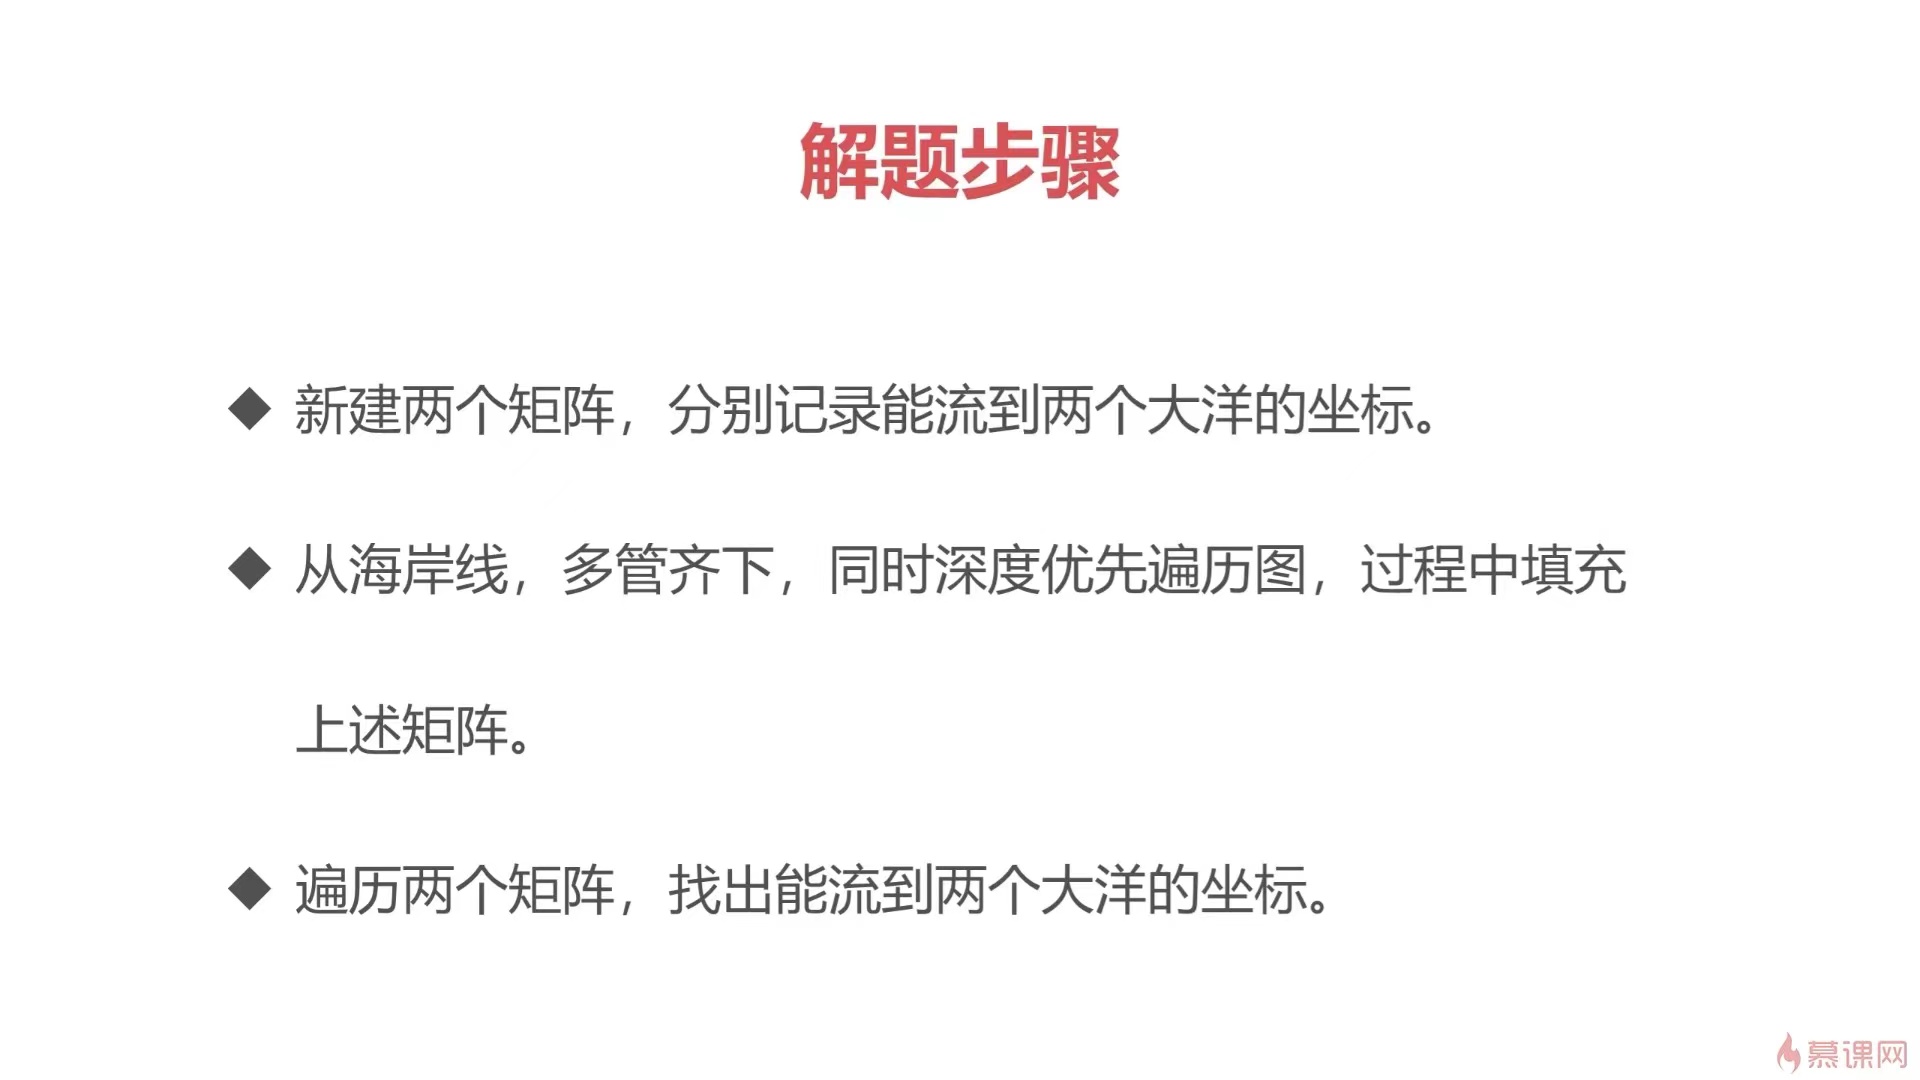 解题步骤
◆ 新建两个矩阵，分别记录能流到两个大洋的坐标。
◆ 从海岸线，多管齐下，同时深度优先遍历图，过程中填充
上述矩阵。
◆ 遍历两个矩阵，找出能流到两个大洋的坐标。
慕课网